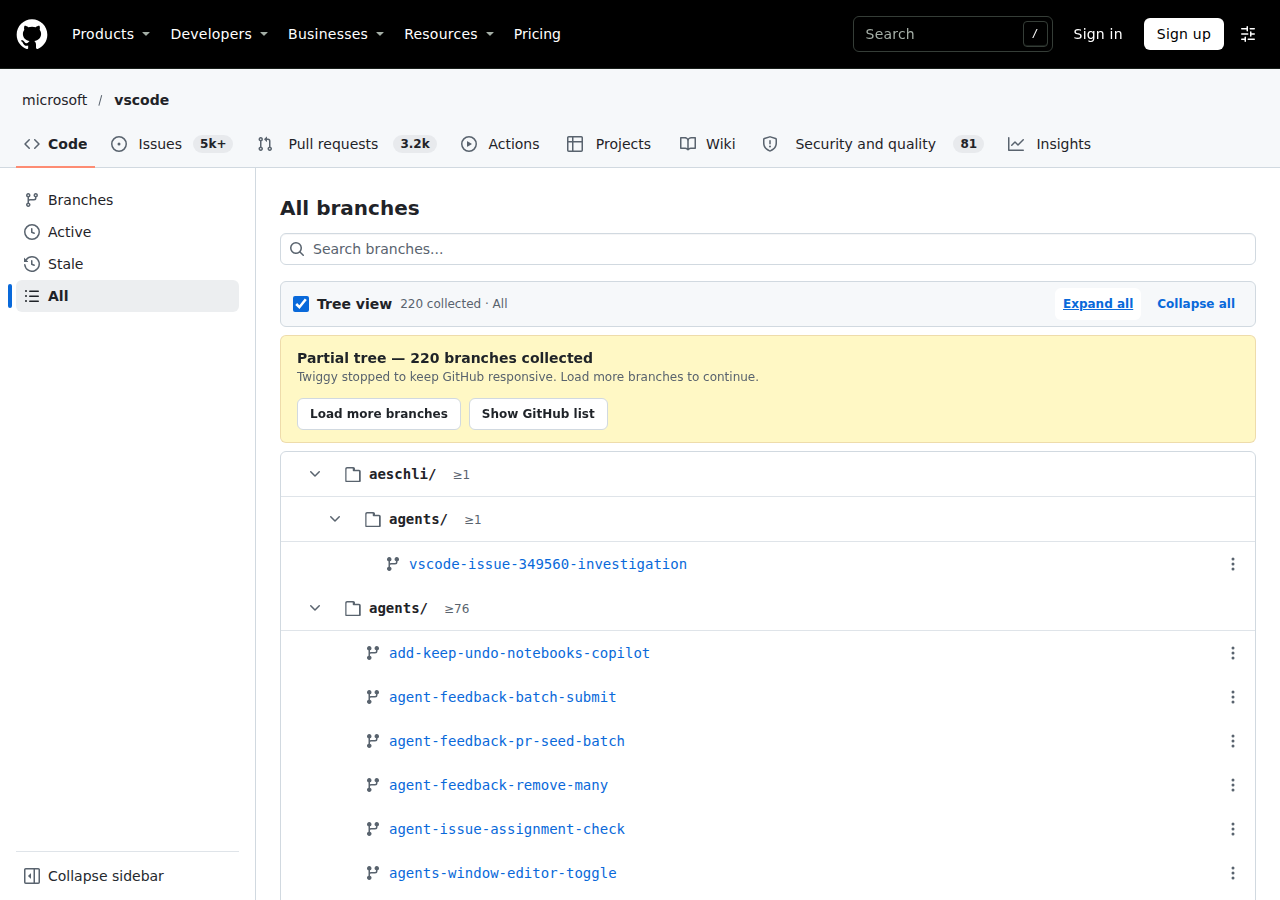 Products Developers Businesses Resources Pricing Search / Sign in Sign up
microsoft / vscode
Code Issues 5k+ Pull requests 3.2k Actions Projects Wiki Security and quality 81 Insights
Branches
Active
Stale
All
Collapse sidebar
All branches
Search branches...
Tree view 220 collected · All Expand all Collapse all
Partial tree — 220 branches collected
Twiggy stopped to keep GitHub responsive. Load more branches to continue.
Load more branches Show GitHub list
aeschli/ ≥1
agents/ ≥1
vscode-issue-349560-investigation
agents/ ≥76
add-keep-undo-notebooks-copilot
agent-feedback-batch-submit
agent-feedback-pr-seed-batch
agent-feedback-remove-many
agent-issue-assignment-check
agents-window-editor-toggle